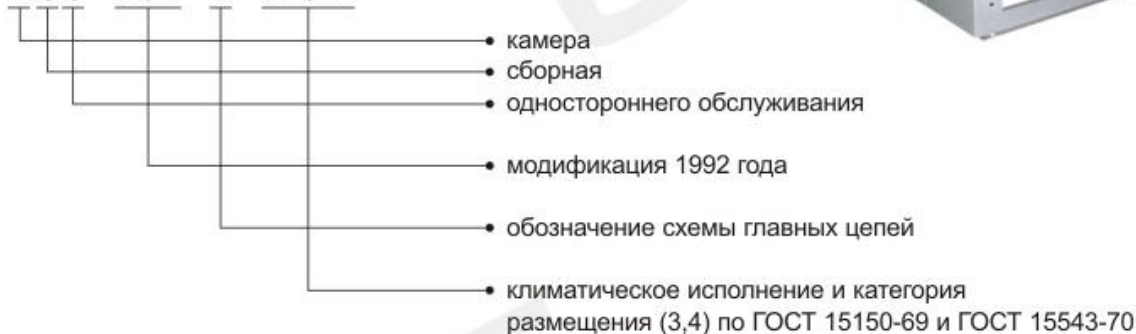 камера
сборная
одностороннего обслуживания
модификация 1992 года
обозначение схемы главных цепей
климатическое исполнение и категория
размещения (3,4) по ГОСТ 15150-69 и ГОСТ 15543-70